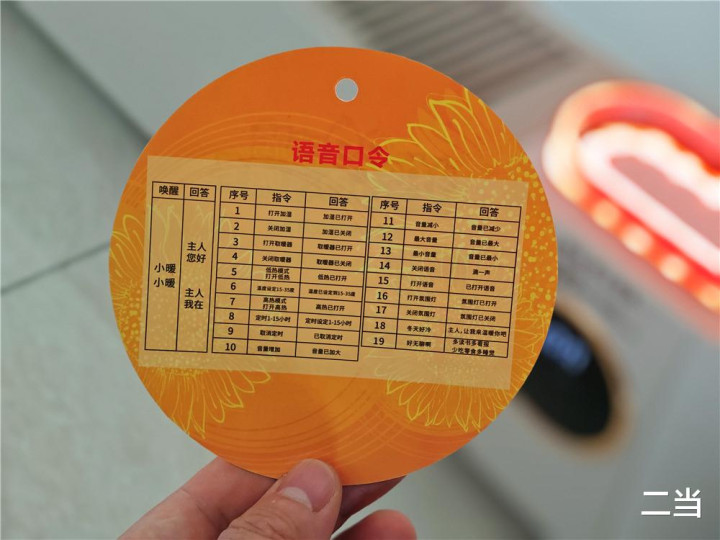 语音口令
唤醒 回答
小暖
小暖
主人
您好
主人
我在
序号 指令 回答
1 打开加湿 加湿已打开
2 关闭加湿 加湿已关闭
3 打开取暖器 取暖器已打开
4 关闭取暖器 取暖器已关闭
5 低热模式
打开低热 低热已打开
6 温度设定15-35度 温度已设定到15-35度
7 高热模式
打开高热 高热已打开
8 定时1-15小时 定时设定1-15小时
9 取消定时 已取消定时
10 音量增加 音量已加大
序号 指令 回答
11 音量减小 音量已减少
12 最大音量 音量已最大
13 最小音量 音量已最小
14 关闭语音 滴一声
15 打开语音 已打开语音
16 打开氛围灯 氛围灯已打开
17 关闭氛围灯 氛围灯已关闭
18 冬天好冷 主人,让我来温暖你吧
19 好无聊啊 多读书多看报
少吃零食多睡觉
二当